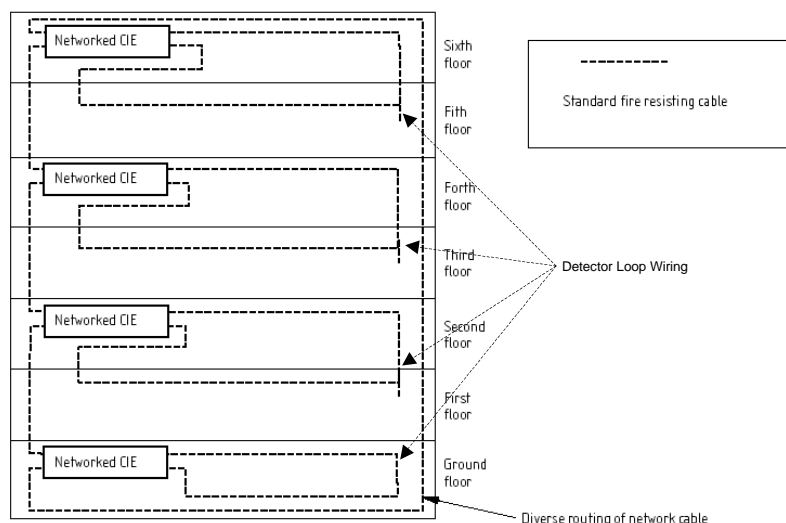 Networked CIE
Sixth
floor
Fith
floor
Networked CIE
Forth
floor
Third
floor
Networked CIE
Second
floor
First
floor
Networked CIE
Ground
floor
Standard fire resisting cable
Detector Loop Wiring
Diverse routing of network cable